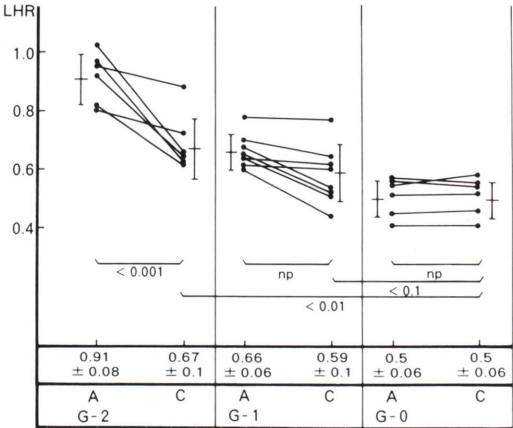 LHR
1.0
0.8
0.6
0.4
< 0.001
np
np
< 0.1
< 0.01
0.91 0.67 0.66 0.59 0.5 0.5
± 0.08 ± 0.1 ± 0.06 ± 0.1 ± 0.06 ± 0.06
A C A C A C
G-2 G-1 G-0